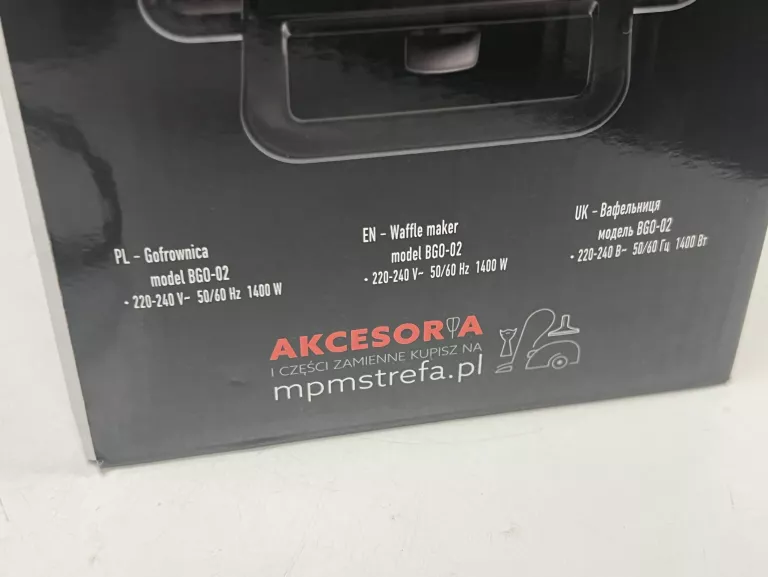 PL - Gofrownica
model BGO-02
• 220-240 V~ 50/60 Hz 1400 W
EN - Waffle maker
model BGO-02
• 220-240 V~ 50/60 Hz 1400 W
UK - Вафельниця
модель BGO-02
• 220-240 В~ 50/60 Гц 1400 Вт
AKCESORIA
I CZĘŚCI ZAMIENNE KUPISZ NA
mpmstrefa.pl